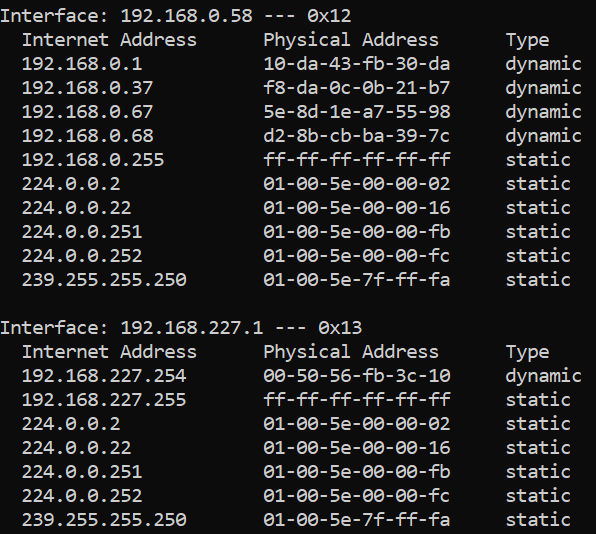 Interface: 192.168.0.58 --- 0x12
  Internet Address      Physical Address      Type
  192.168.0.1           10-da-43-fb-30-da     dynamic
  192.168.0.37          f8-da-0c-0b-21-b7     dynamic
  192.168.0.67          5e-8d-1e-a7-55-98     dynamic
  192.168.0.68          d2-8b-cb-ba-39-7c     dynamic
  192.168.0.255         ff-ff-ff-ff-ff-ff     static
  224.0.0.2             01-00-5e-00-00-02     static
  224.0.0.22            01-00-5e-00-00-16     static
  224.0.0.251           01-00-5e-00-00-fb     static
  224.0.0.252           01-00-5e-00-00-fc     static
  239.255.255.250       01-00-5e-7f-ff-fa     static

Interface: 192.168.227.1 --- 0x13
  Internet Address      Physical Address      Type
  192.168.227.254       00-50-56-fb-3c-10     dynamic
  192.168.227.255       ff-ff-ff-ff-ff-ff     static
  224.0.0.2             01-00-5e-00-00-02     static
  224.0.0.22            01-00-5e-00-00-16     static
  224.0.0.251           01-00-5e-00-00-fb     static
  224.0.0.252           01-00-5e-00-00-fc     static
  239.255.255.250       01-00-5e-7f-ff-fa     static